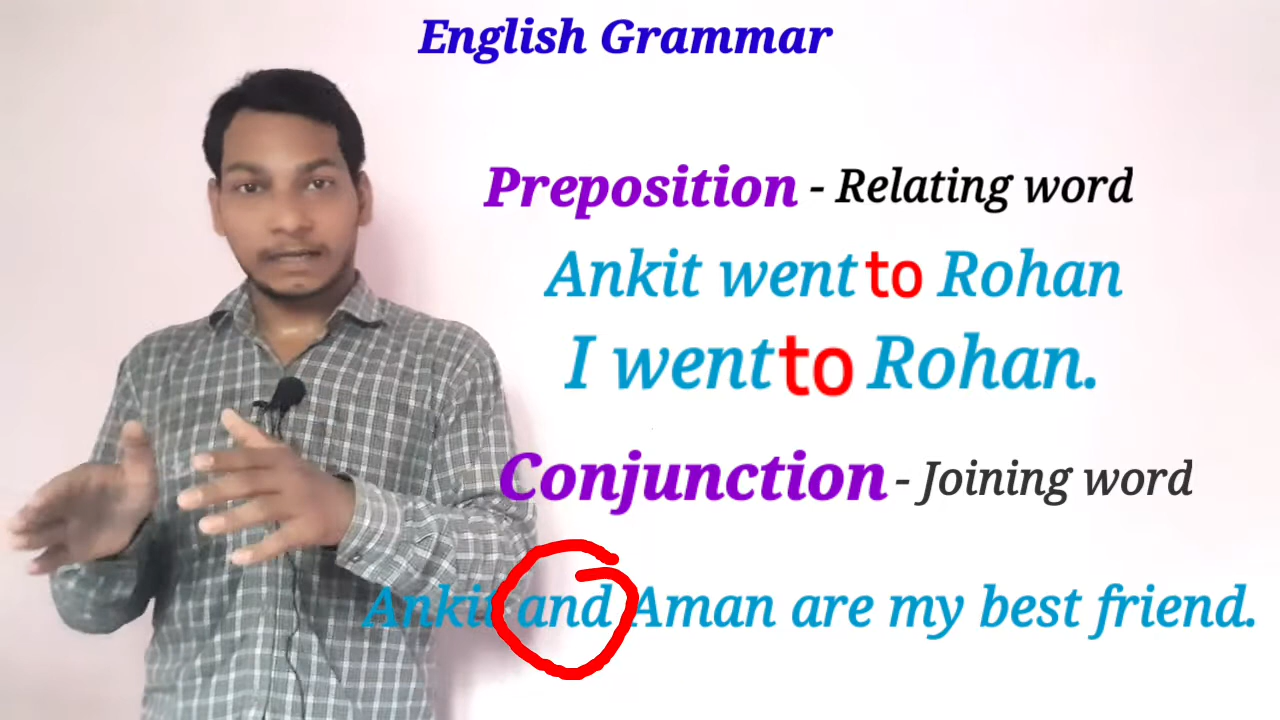 English Grammar
Preposition - Relating word
Ankit went to Rohan
I went to Rohan.
Conjunction - Joining word
Ankit and Aman are my best friend.